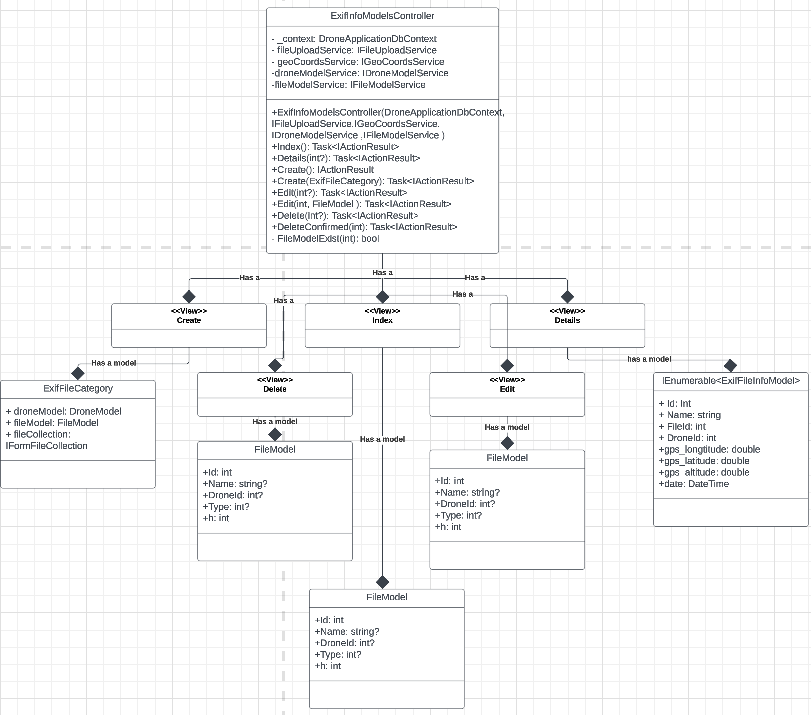 ExifInfoModelsController
- _context: DroneApplicationDbContext
- fileUploadService: IFileUploadService
- geoCoordsService: IGeoCoordsService
-droneModelService: IDroneModelService
-fileModelService: IFileModelService
+ExifInfoModelsController(DroneApplicationDbContext,
IFileUploadService,IGeoCoordsService,
IDroneModelService ,IFileModelService )
+Index(): Task<IActionResult>
+Details(int?): Task<IActionResult>
+Create(): IActionResult
+Create(ExifFileCategory): Task<IActionResult>
+Edit(int?): Task<IActionResult>
+Edit(int, FileModel ): Task<IActionResult>
+Delete(Int?): Task<IActionResult>
+DeleteConfirmed(int): Task<IActionResult>
- FileModelExist(int): bool
Has a
Has a
Has a
Has a
Has a
<<View>>
Create
<<View>>
Index
<<View>>
Details
Has a model
has a model
<<View>>
Delete
<<View>>
Edit
ExifFileCategory
+ droneModel: DroneModel
+ fileModel: FileModel
+ fileCollection:
IFormFileCollection
IEnumerable<ExifFileInfoModel>
+ Id: Int
+ Name: string
+ FileId: int
+ DroneId: int
+gps_longtitude: double
+gps_latitude: double
+gps_altitude: double
+date: DateTime
Has a model
Has a model
Has a model
FileModel
+Id: int
+Name: string?
+DroneId: int?
+Type: int?
+h: int
FileModel
+Id: int
+Name: string?
+DroneId: int?
+Type: int?
+h: int
FileModel
+Id: int
+Name: string?
+DroneId: int?
+Type: int?
+h: int